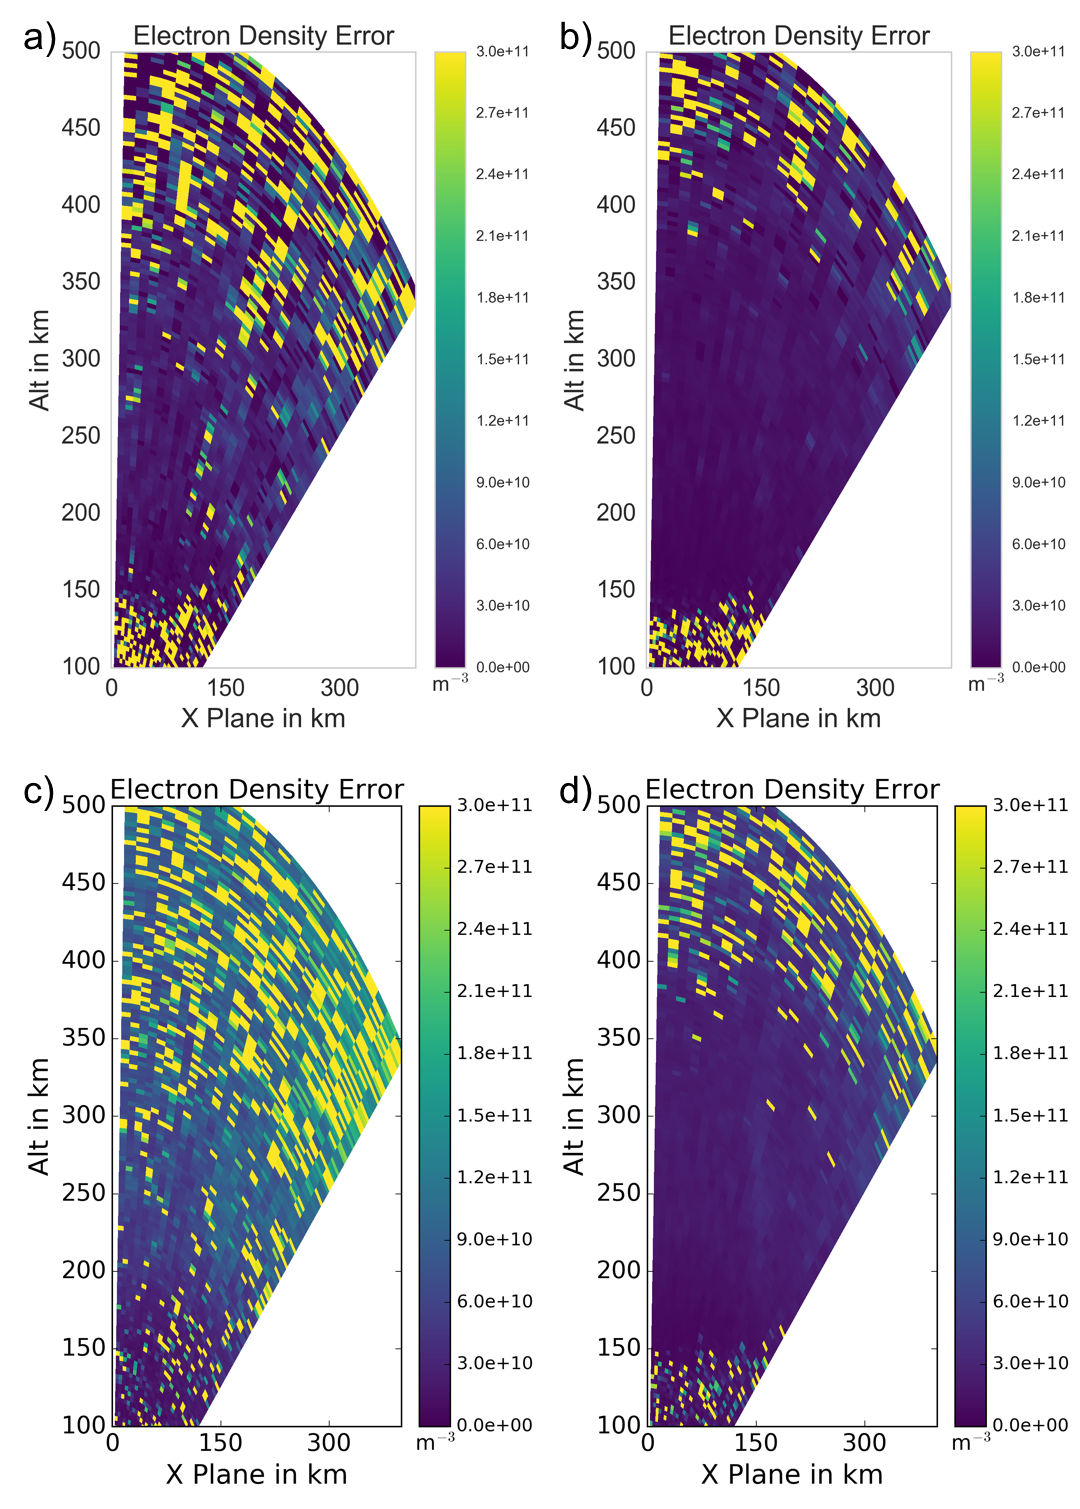 a)
Electron Density Error
500
450
400
350
300
250
200
150
100
Alt in km
0 150 300
X Plane in km
3.0e+11
2.7e+11
2.4e+11
2.1e+11
1.8e+11
1.5e+11
1.2e+11
9.0e+10
6.0e+10
3.0e+10
0.0e+00
m⁻³
b)
Electron Density Error
500
450
400
350
300
250
200
150
100
Alt in km
0 150 300
X Plane in km
3.0e+11
2.7e+11
2.4e+11
2.1e+11
1.8e+11
1.5e+11
1.2e+11
9.0e+10
6.0e+10
3.0e+10
0.0e+00
m⁻³
c)
Electron Density Error
500
450
400
350
300
250
200
150
100
Alt in km
0 150 300
X Plane in km
3.0e+11
2.7e+11
2.4e+11
2.1e+11
1.8e+11
1.5e+11
1.2e+11
9.0e+10
6.0e+10
3.0e+10
0.0e+00
m⁻³
d)
Electron Density Error
500
450
400
350
300
250
200
150
100
Alt in km
0 150 300
X Plane in km
3.0e+11
2.7e+11
2.4e+11
2.1e+11
1.8e+11
1.5e+11
1.2e+11
9.0e+10
6.0e+10
3.0e+10
0.0e+00
m⁻³